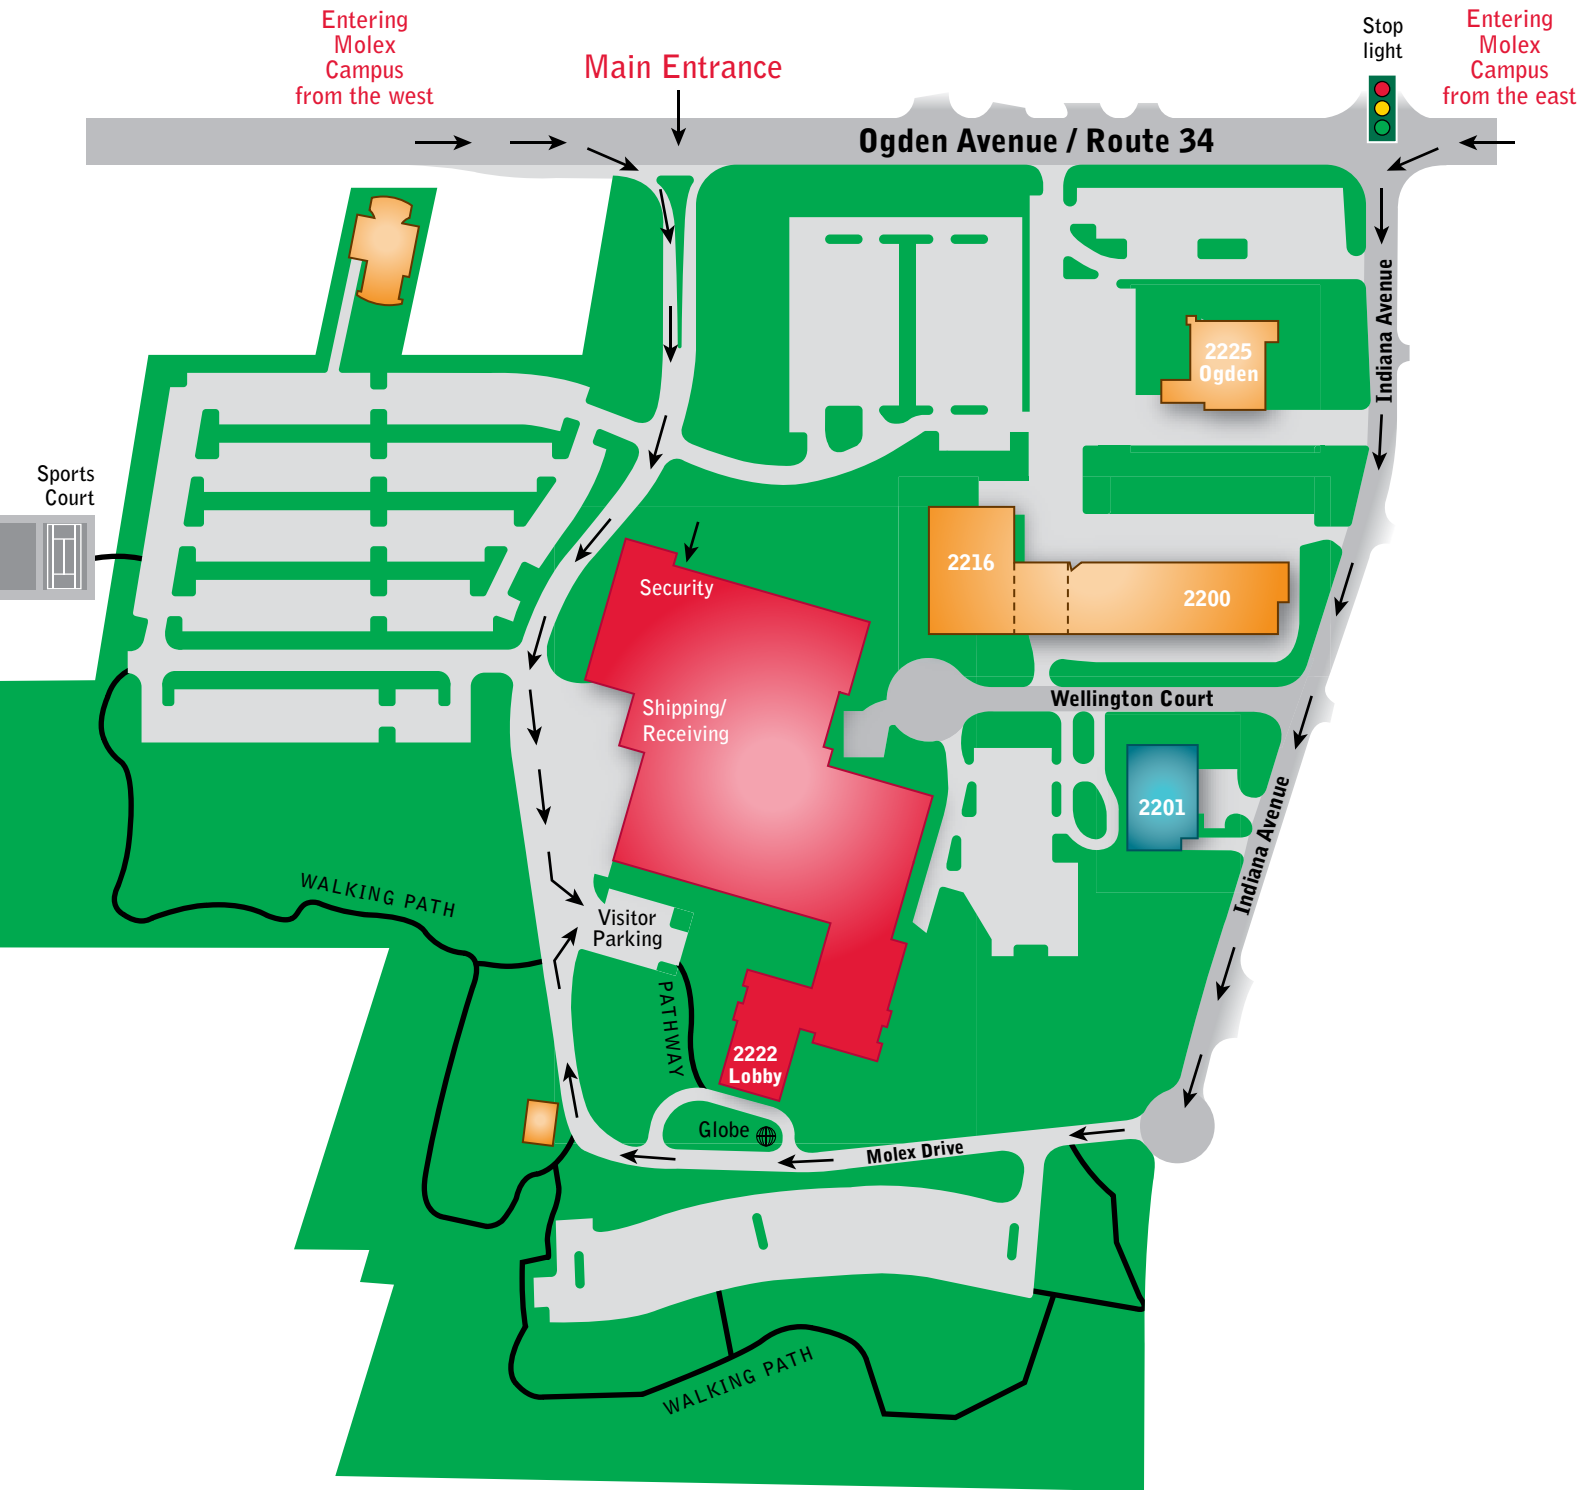 Entering
Molex
Campus
from the west
Main Entrance
Stop
light
Entering
Molex
Campus
from the east
Ogden Avenue / Route 34
Indiana Avenue
2225
Ogden
Sports
Court
Security
2216
2200
Shipping/
Receiving
Wellington Court
2201
Indiana Avenue
WALKING PATH
Visitor
Parking
PATHWAY
2222
Lobby
Globe
Molex Drive
WALKING PATH